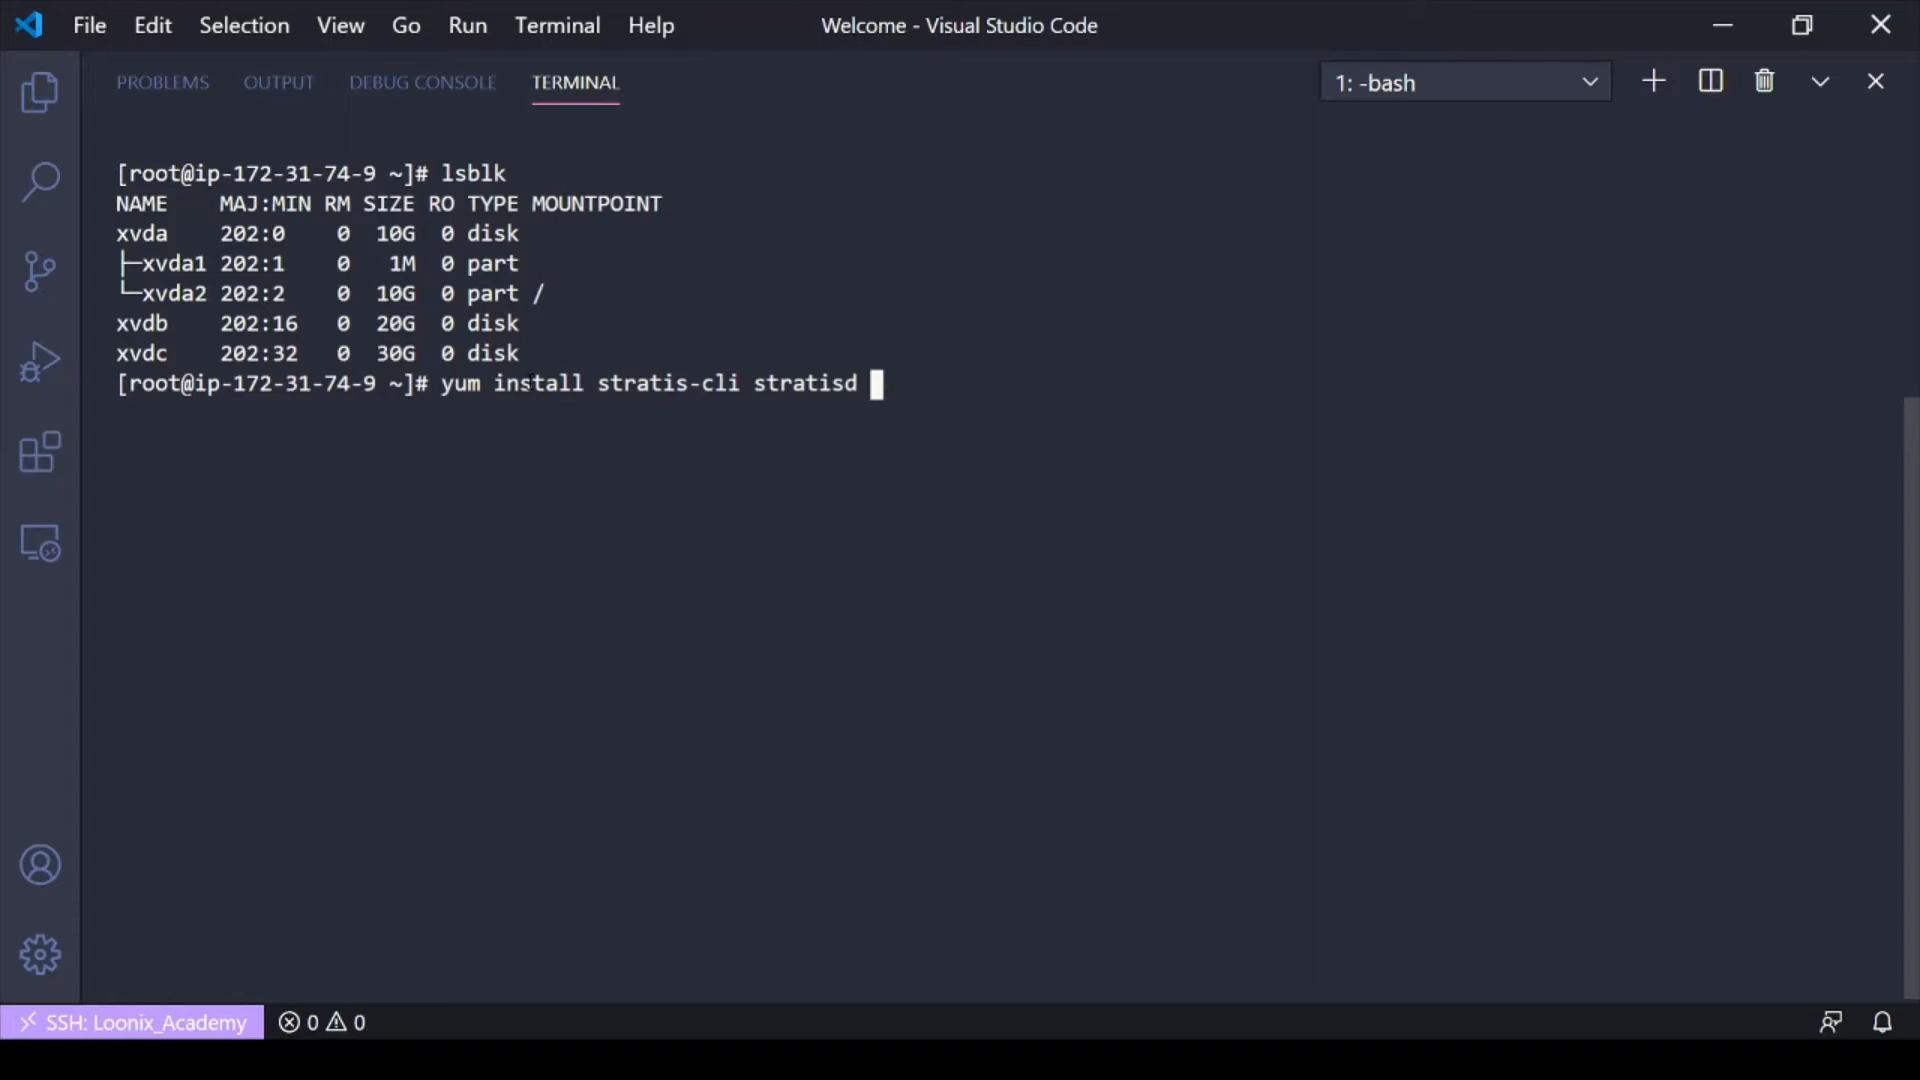 File Edit Selection View Go Run Terminal Help Welcome - Visual Studio Code
PROBLEMS OUTPUT DEBUG CONSOLE TERMINAL 1: -bash
[root@ip-172-31-74-9 ~]# lsblk
NAME    MAJ:MIN RM SIZE RO TYPE MOUNTPOINT
xvda    202:0    0  10G  0 disk
├─xvda1 202:1    0   1M  0 part
└─xvda2 202:2    0  10G  0 part /
xvdb    202:16   0  20G  0 disk
xvdc    202:32   0  30G  0 disk
[root@ip-172-31-74-9 ~]# yum install stratis-cli stratisd
SSH: Loonix_Academy 0 0